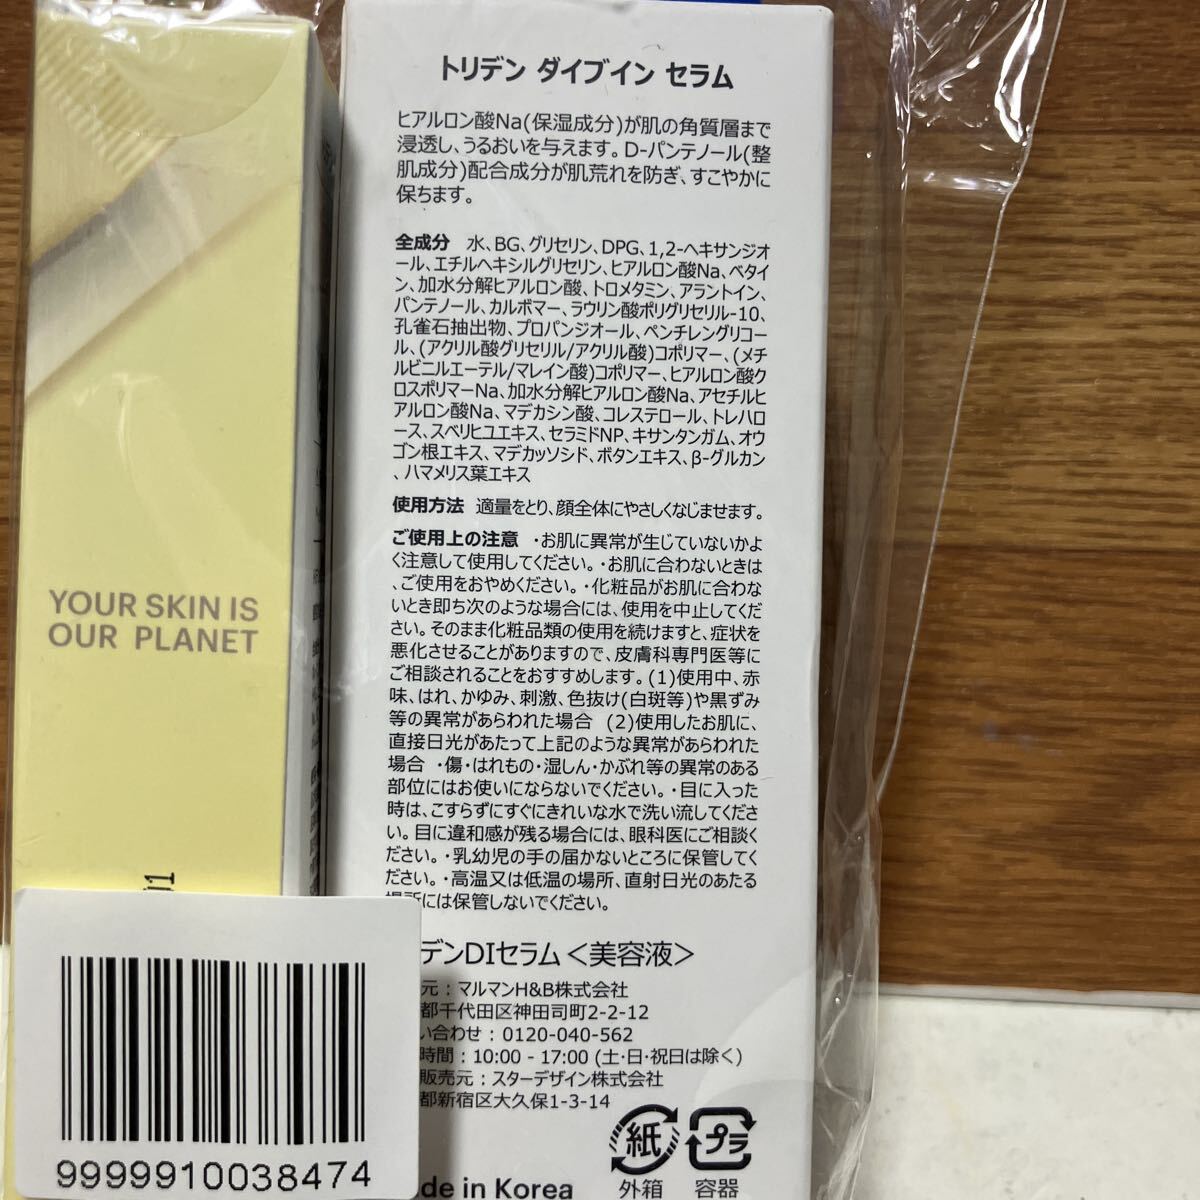 トリデン ダイブイン セラム
ヒアルロン酸Na(保湿成分)が肌の角質層まで
浸透し、うるおいを与えます。D-パンテノール(整
肌成分)配合成分が肌荒れを防ぎ、すこやかに
保ちます。
全成分 水、BG、グリセリン、DPG、1,2-ヘキサンジオ
ール、エチルヘキシルグリセリン、ヒアルロン酸Na、ベタイ
ン、加水分解ヒアルロン酸、トロメタミン、アラントイン、
パンテノール、カルボマー、ラウリン酸ポリグリセリル-10、
孔雀石抽出物、プロパンジオール、ペンチレングリコー
ル、(アクリル酸グリセリル/アクリル酸)コポリマー、(メチ
ルビニルエーテル/マレイン酸)コポリマー、ヒアルロン酸ク
ロスポリマーNa、加水分解ヒアルロン酸Na、アセチルヒ
アルロン酸Na、マデカシン酸、コレステロール、トレハロ
ース、スベリヒユエキス、セラミドNP、キサンタンガム、オウ
ゴン根エキス、マデカッソシド、ボタンエキス、β-グルカン
、ハマメリス葉エキス
使用方法 適量をとり、顔全体にやさしくなじませます。
ご使用上の注意 ・お肌に異常が生じていないかよ
く注意して使用してください。・お肌に合わないときは
、ご使用をおやめください。・化粧品がお肌に合わな
いとき即ち次のような場合には、使用を中止してくだ
さい。そのまま化粧品類の使用を続けますと、症状を
悪化させることがありますので、皮膚科専門医等に
ご相談されることをおすすめします。(1)使用中、赤
味、はれ、かゆみ、刺激、色抜け(白斑等)や黒ずみ
等の異常があらわれた場合 (2)使用したお肌に、
直接日光があたって上記のような異常があらわれた
場合 ・傷・はれもの・湿しん・かぶれ等の異常のある
部位にはお使いにならないでください。・目に入った
時は、こすらずにすぐにきれいな水で洗い流してくださ
い。目に違和感が残る場合には、眼科医にご相談く
ださい。・乳幼児の手の届かないところに保管してく
ださい。・高温又は低温の場所、直射日光のあたる
場所には保管しないでください。
デンDIセラム<美容液>
元：マルマンH&B株式会社
都千代田区神田司町2-2-12
い合わせ：0120-040-562
時間：10:00 - 17:00 (土・日・祝日は除く)
販売元：スターデザイン株式会社
都新宿区大久保1-3-14
紙
外箱
プラ
容器
de in Korea
YOUR SKIN IS
OUR PLANET
01
9999910038474